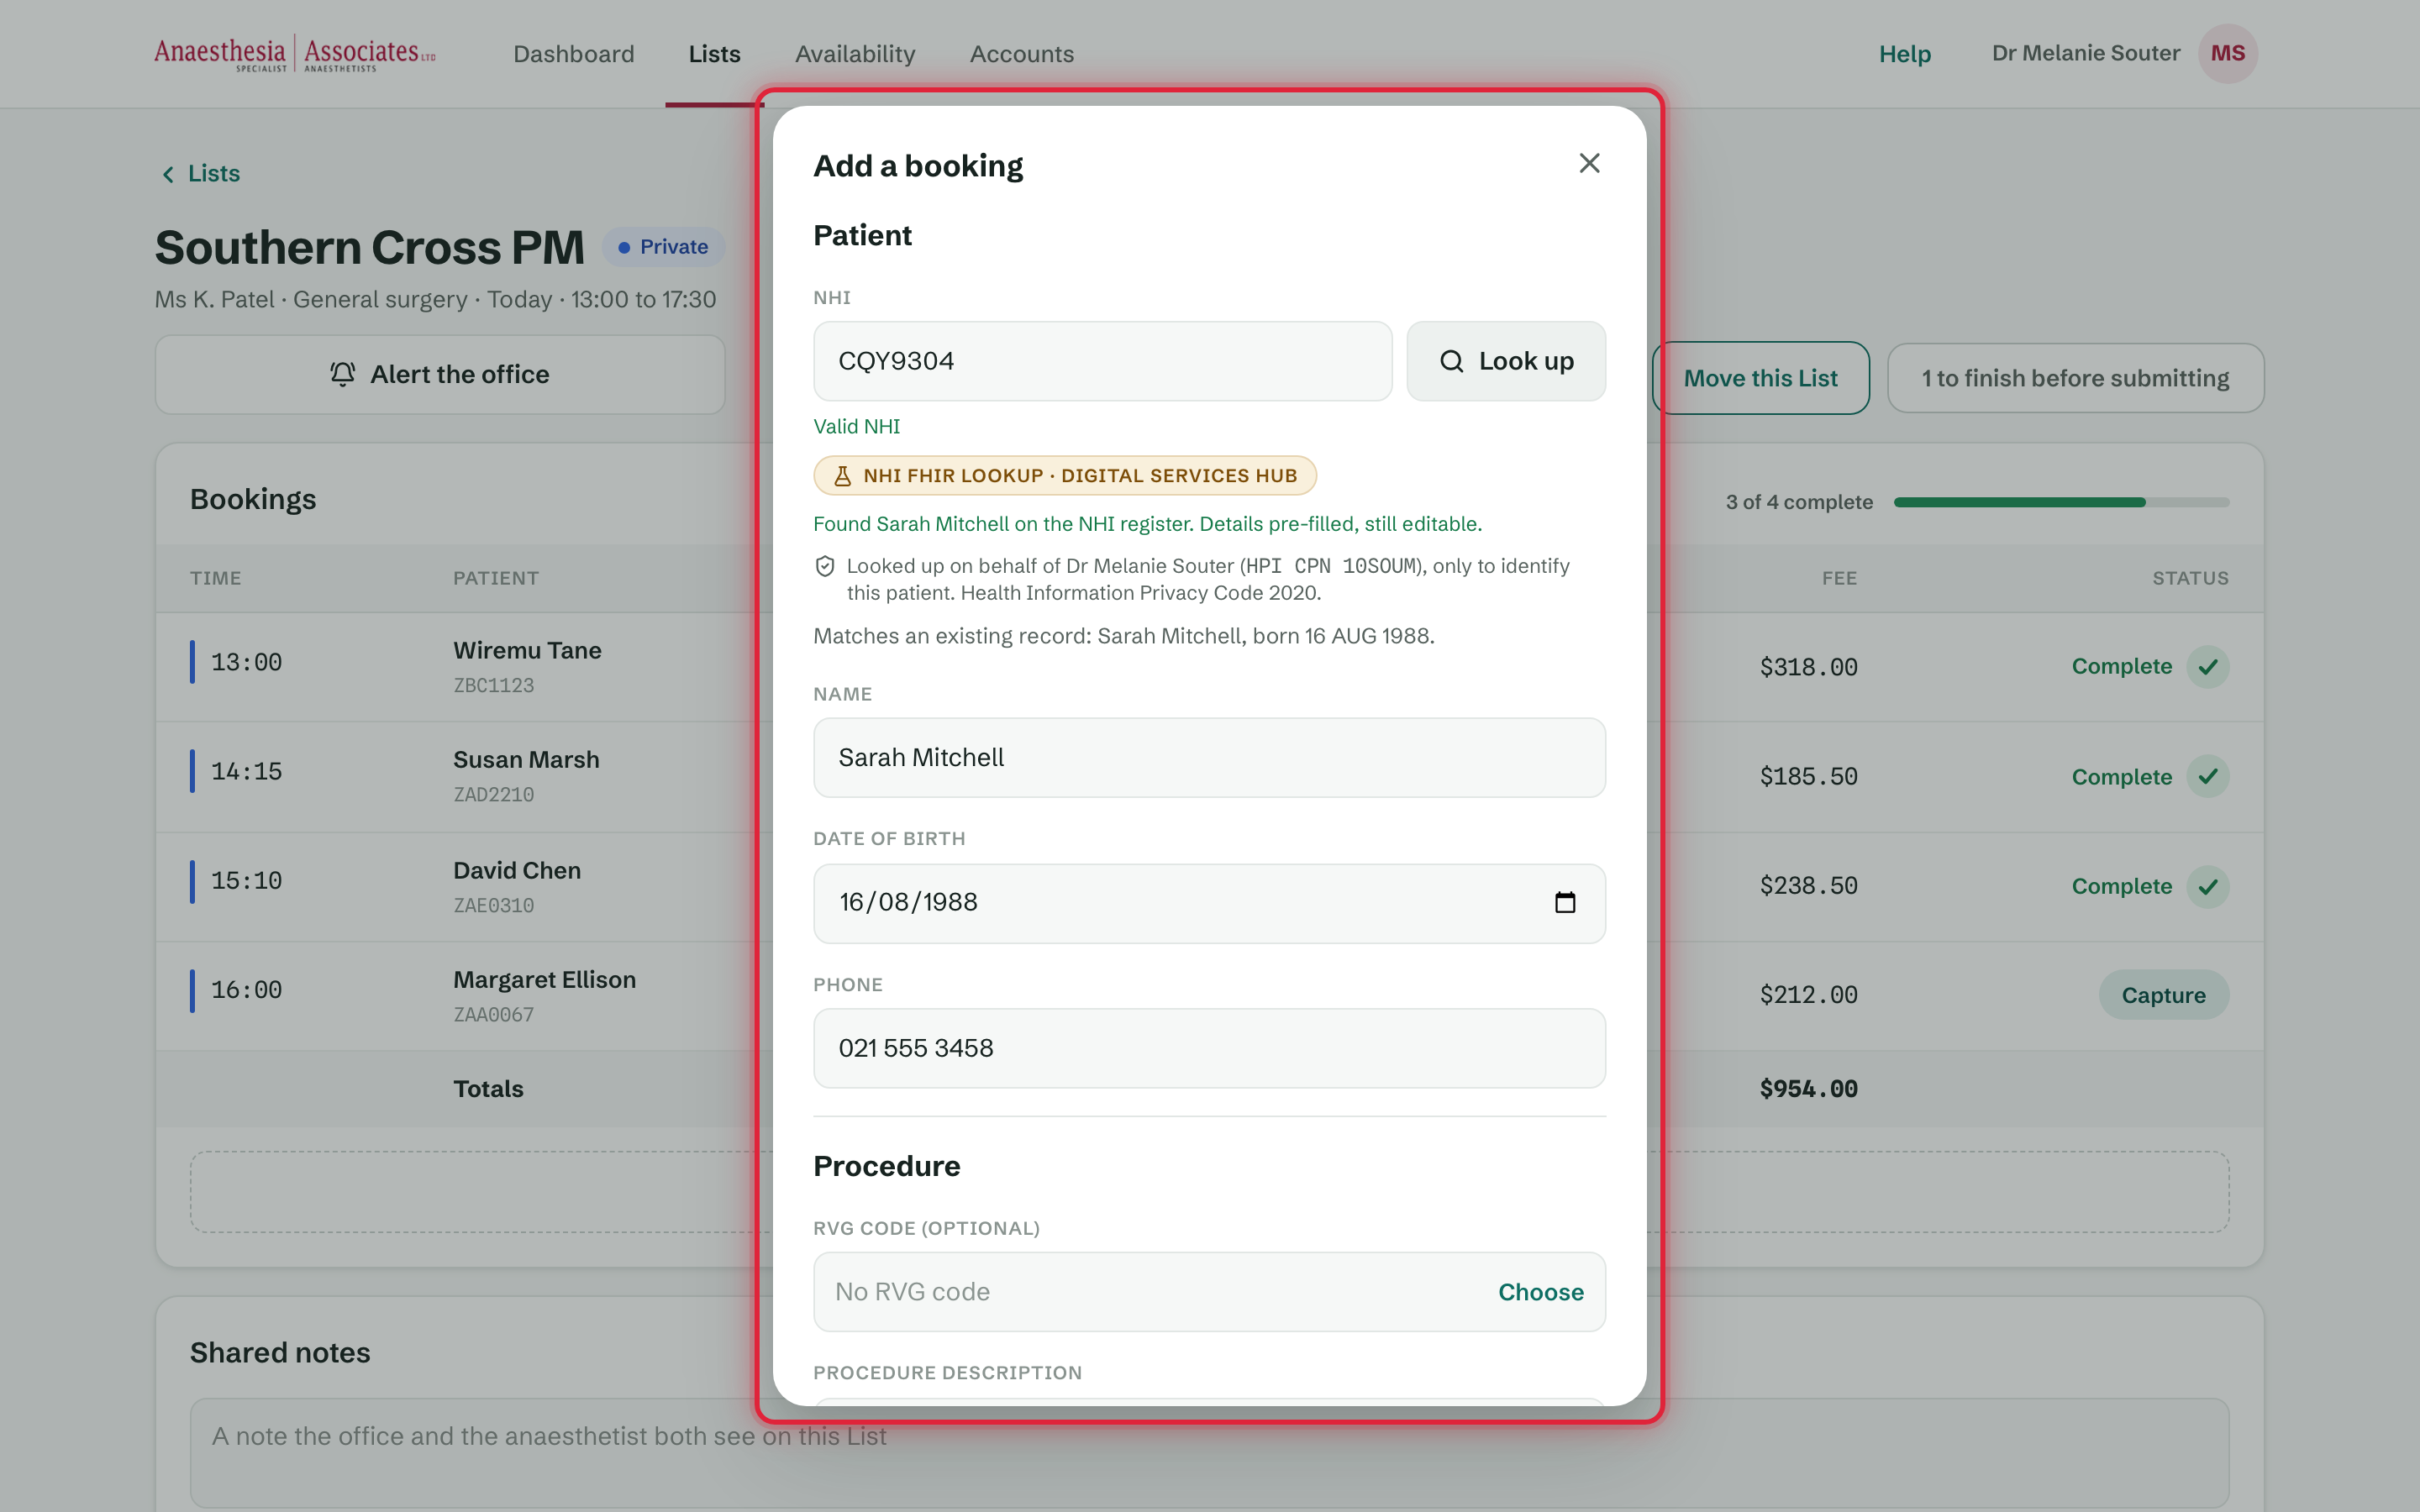 Anaesthesia Associates LTD
SPECIALIST ANAESTHETISTS
Dashboard
Lists
Availability
Accounts
Help
Dr Melanie Souter
MS
Lists
Southern Cross PM
Private
Ms K. Patel · General surgery · Today · 13:00 to 17:30
Alert the office
Move this List
1 to finish before submitting
Bookings
3 of 4 complete
TIME
PATIENT
FEE
STATUS
13:00
Wiremu Tane
ZBC1123
$318.00
Complete
14:15
Susan Marsh
ZAD2210
$185.50
Complete
15:10
David Chen
ZAE0310
$238.50
Complete
16:00
Margaret Ellison
ZAA0067
$212.00
Capture
Totals
$954.00
Shared notes
A note the office and the anaesthetist both see on this List
Add a booking
Patient
NHI
CQY9304
Look up
Valid NHI
NHI FHIR LOOKUP · DIGITAL SERVICES HUB
Found Sarah Mitchell on the NHI register. Details pre-filled, still editable.
Looked up on behalf of Dr Melanie Souter (HPI CPN 10SOUM), only to identify
this patient. Health Information Privacy Code 2020.
Matches an existing record: Sarah Mitchell, born 16 AUG 1988.
NAME
Sarah Mitchell
DATE OF BIRTH
16/08/1988
PHONE
021 555 3458
Procedure
RVG CODE (OPTIONAL)
No RVG code
Choose
PROCEDURE DESCRIPTION